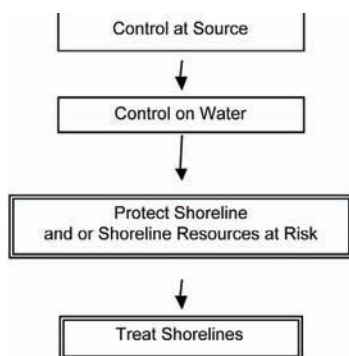 Control at Source
Control on Water
Protect Shoreline
and or Shoreline Resources at Risk
Treat Shorelines